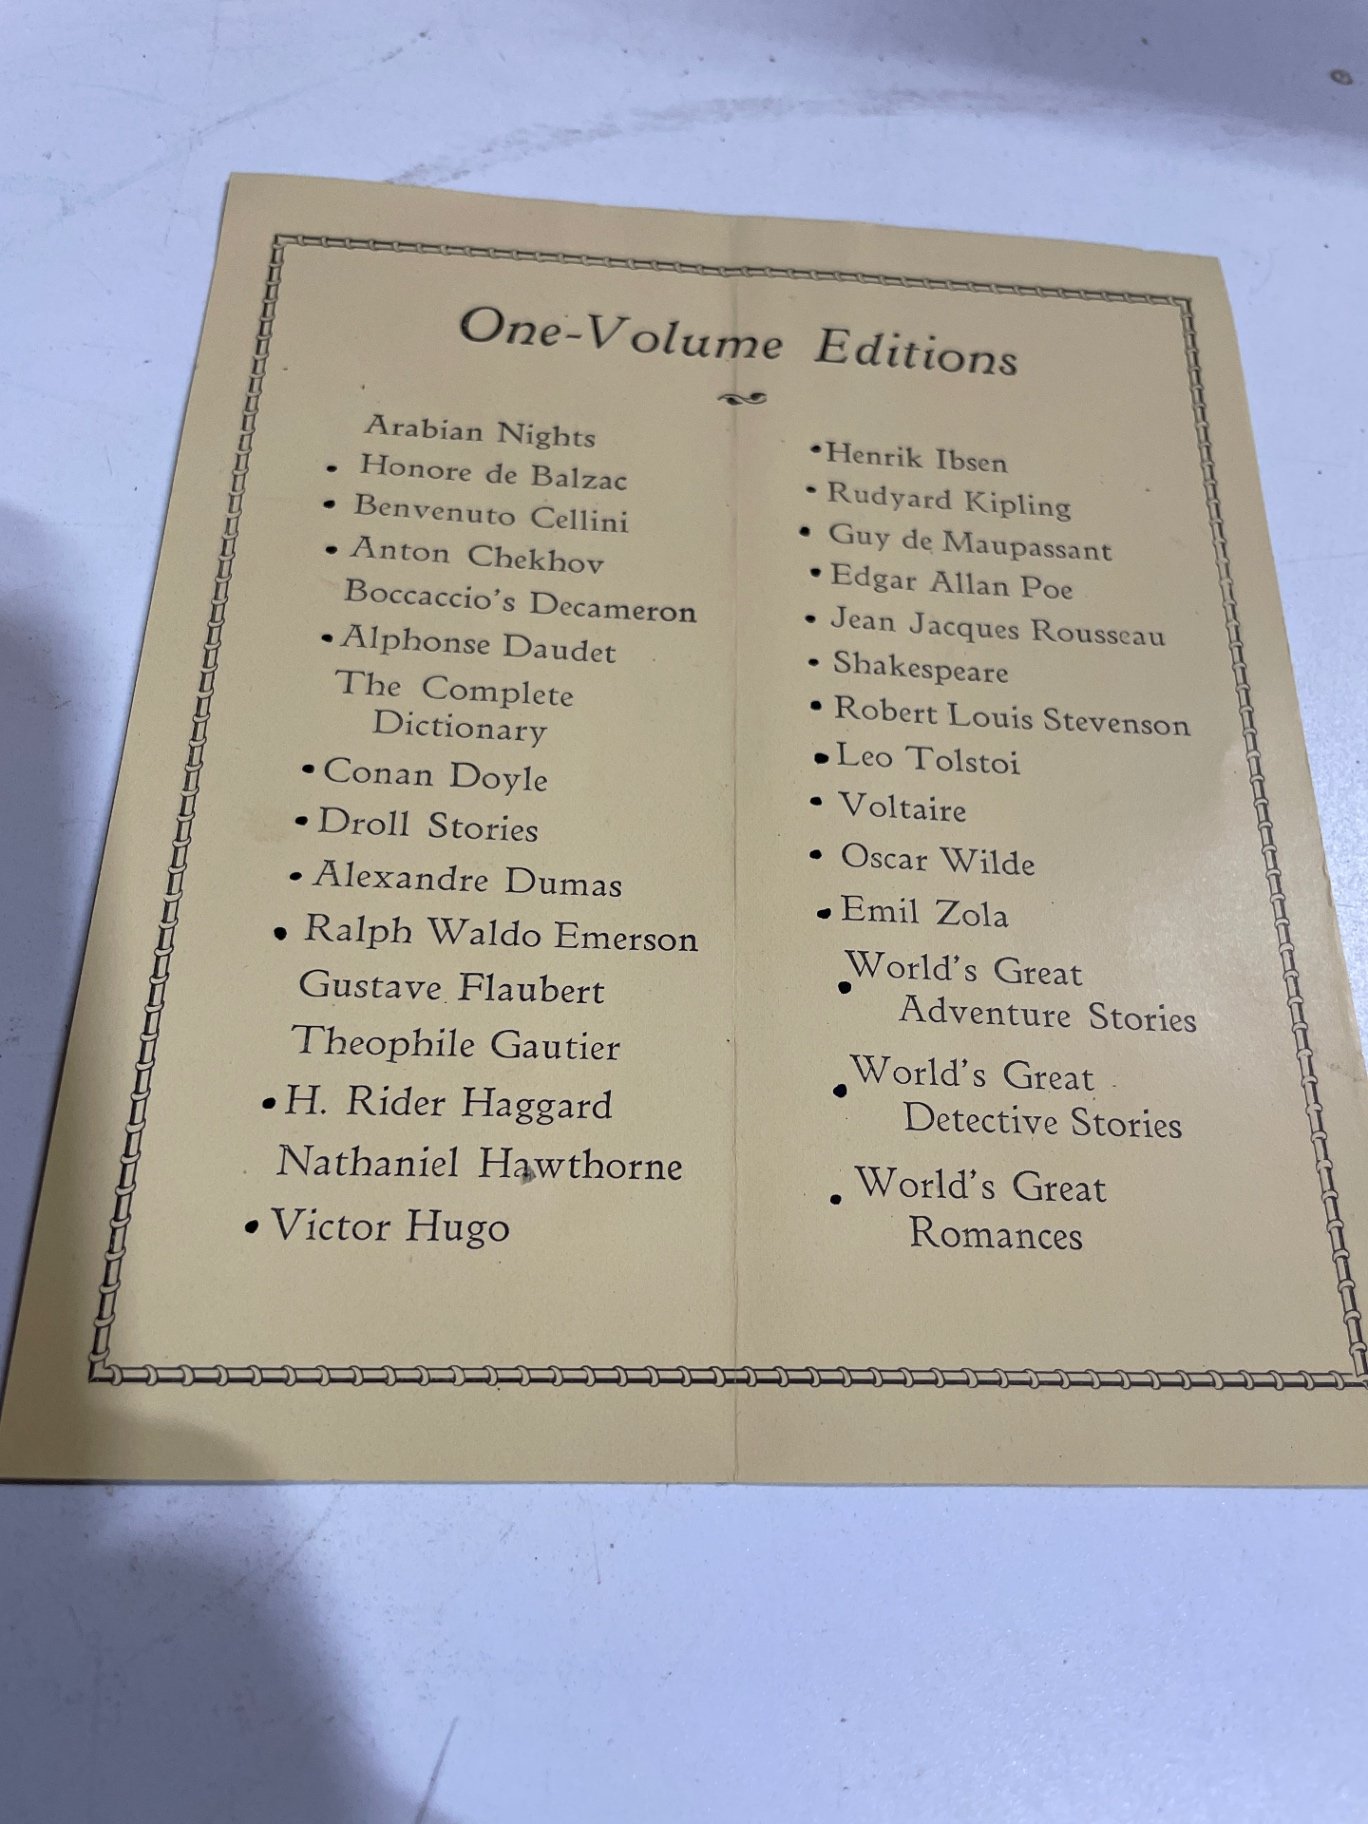 One-Volume Editions
Arabian Nights
• Honore de Balzac
• Benvenuto Cellini
• Anton Chekhov
Boccaccio's Decameron
• Alphonse Daudet
The Complete
Dictionary
• Conan Doyle
• Droll Stories
• Alexandre Dumas
• Ralph Waldo Emerson
Gustave Flaubert
Theophile Gautier
• H. Rider Haggard
Nathaniel Hawthorne
• Victor Hugo
• Henrik Ibsen
• Rudyard Kipling
• Guy de Maupassant
• Edgar Allan Poe
• Jean Jacques Rousseau
• Shakespeare
• Robert Louis Stevenson
• Leo Tolstoi
• Voltaire
• Oscar Wilde
• Emil Zola
• World's Great
Adventure Stories
• World's Great
Detective Stories
• World's Great
Romances